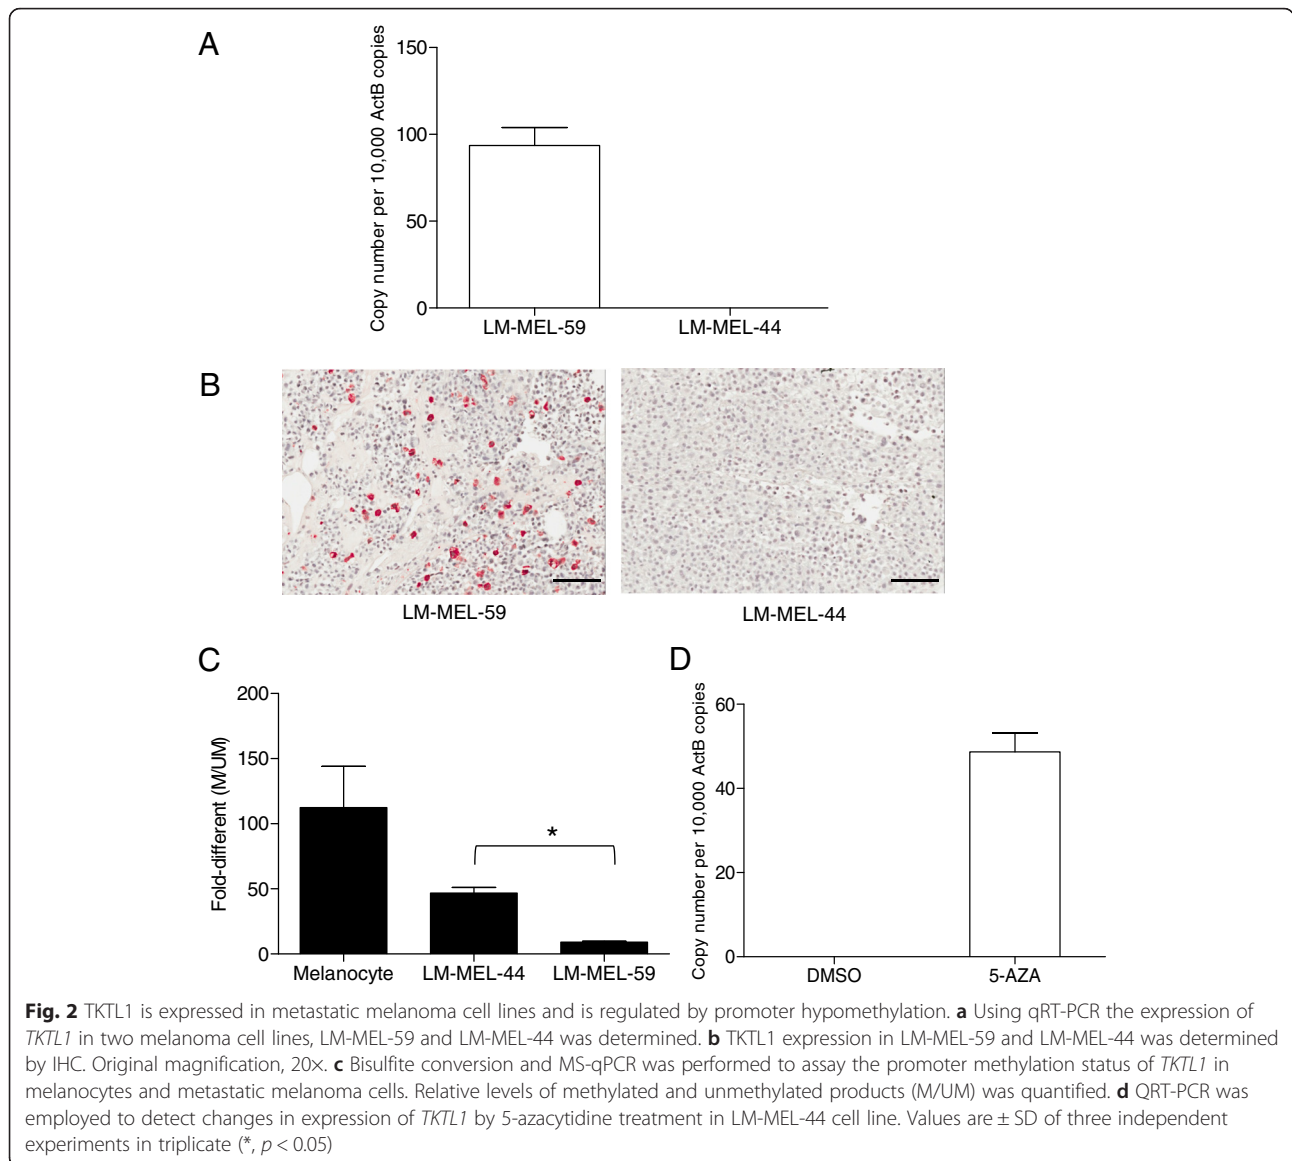 A
Copy number per 10,000 ActB copies
150
100
50
0
LM-MEL-59
LM-MEL-44
B
LM-MEL-59
LM-MEL-44
C
Fold-different (M/UM)
200
150
100
50
0
*
Melanocyte
LM-MEL-44
LM-MEL-59
D
Copy number per 10,000 ActB copies
60
40
20
0
DMSO
5-AZA
Fig. 2 TKTL1 is expressed in metastatic melanoma cell lines and is regulated by promoter hypomethylation. a Using qRT-PCR the expression of
TKTL1 in two melanoma cell lines, LM-MEL-59 and LM-MEL-44 was determined. b TKTL1 expression in LM-MEL-59 and LM-MEL-44 was determined
by IHC. Original magnification, 20×. c Bisulfite conversion and MS-qPCR was performed to assay the promoter methylation status of TKTL1 in
melanocytes and metastatic melanoma cells. Relative levels of methylated and unmethylated products (M/UM) was quantified. d QRT-PCR was
employed to detect changes in expression of TKTL1 by 5-azacytidine treatment in LM-MEL-44 cell line. Values are ± SD of three independent
experiments in triplicate (*, p < 0.05)